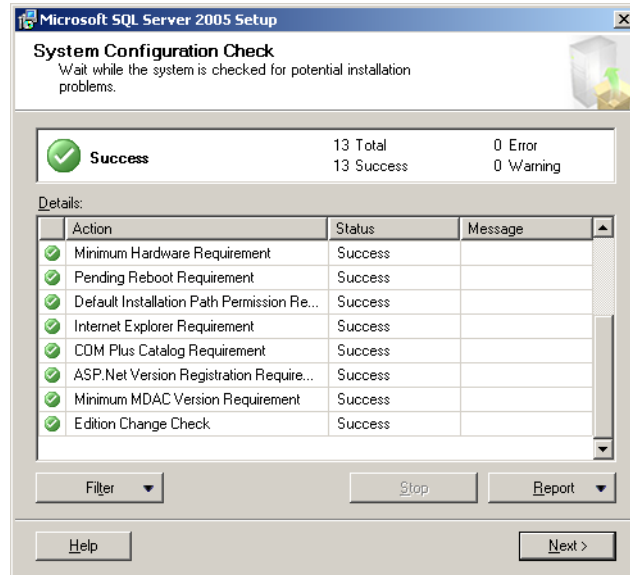 Microsoft SQL Server 2005 Setup
System Configuration Check
Wait while the system is checked for potential installation
problems.
Success 13 Total 0 Error
13 Success 0 Warning
Details:
Action Status Message
Minimum Hardware Requirement Success
Pending Reboot Requirement Success
Default Installation Path Permission Re... Success
Internet Explorer Requirement Success
COM Plus Catalog Requirement Success
ASP.Net Version Registration Require... Success
Minimum MDAC Version Requirement Success
Edition Change Check Success
Filter Stop Report
Help Next >